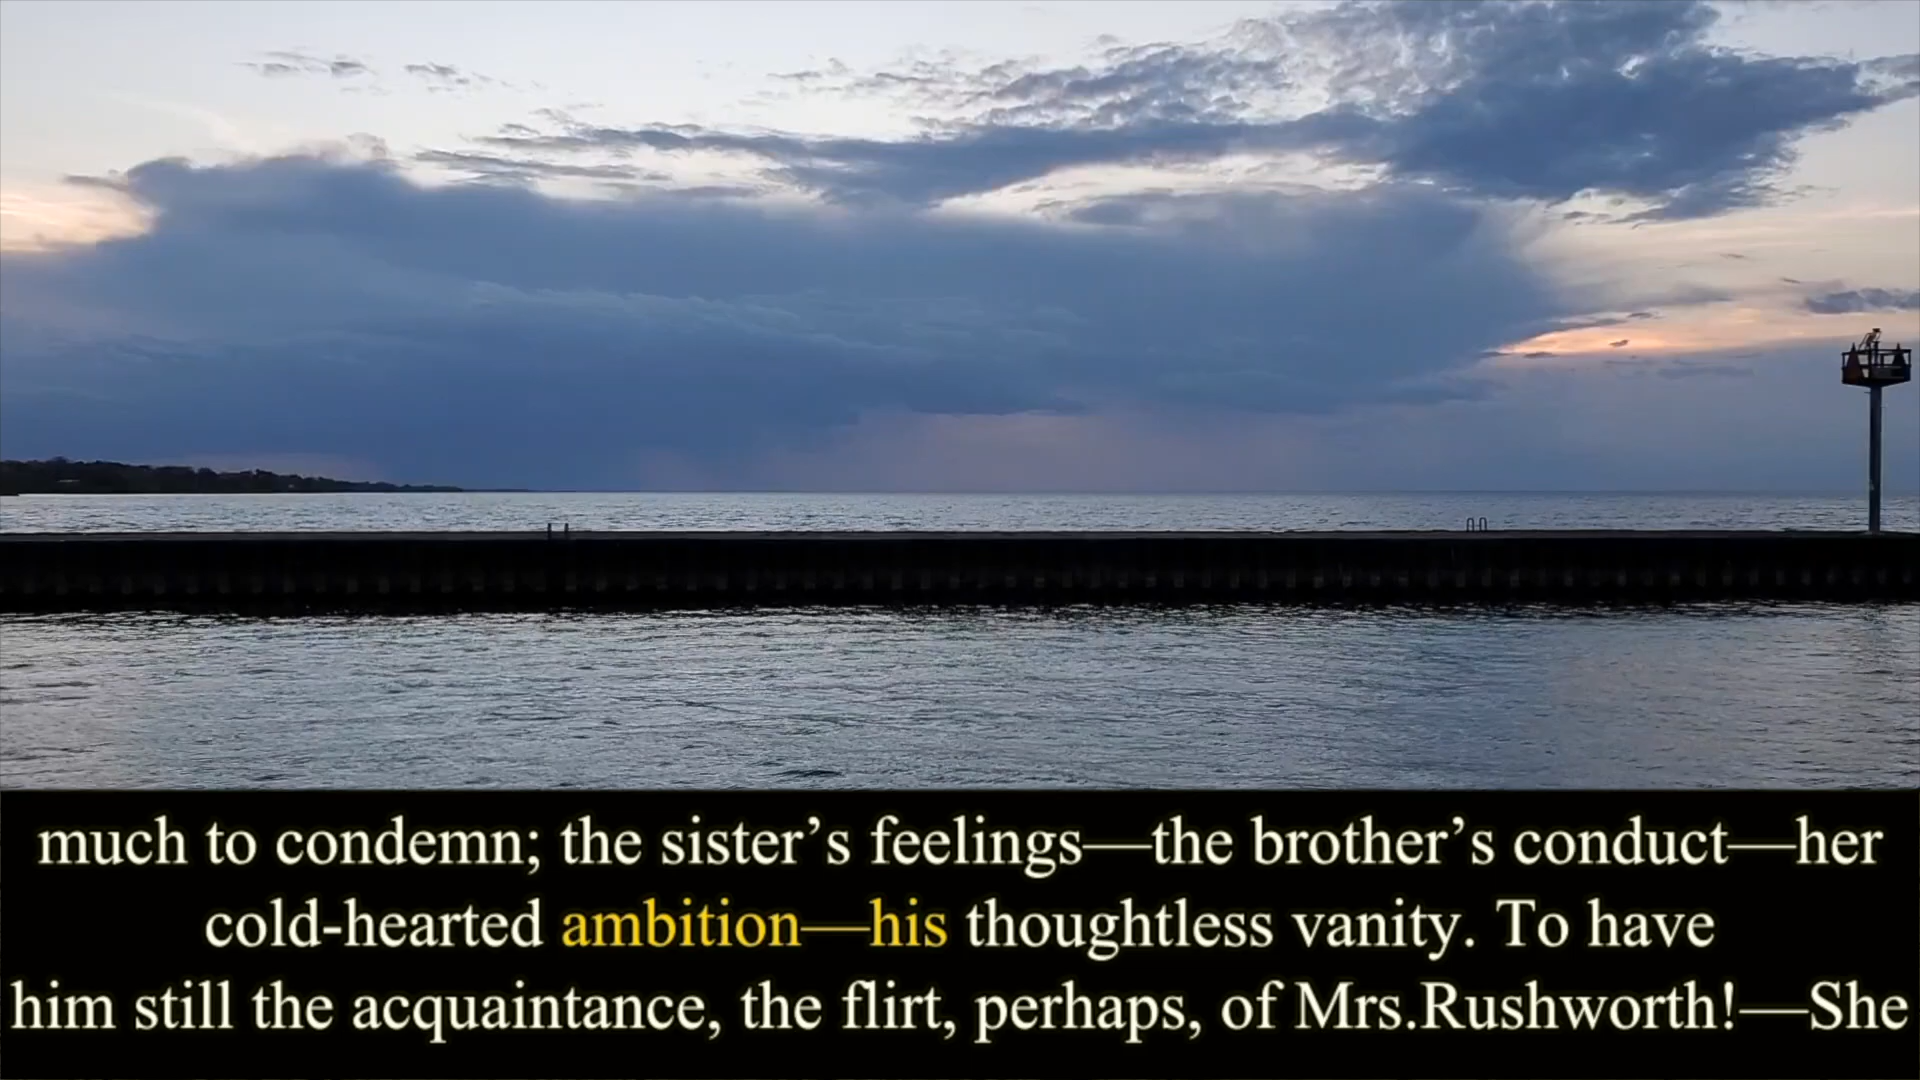 much to condemn; the sister’s feelings—the brother’s conduct—her
cold-hearted ambition—his thoughtless vanity. To have
him still the acquaintance, the flirt, perhaps, of Mrs.Rushworth!—She